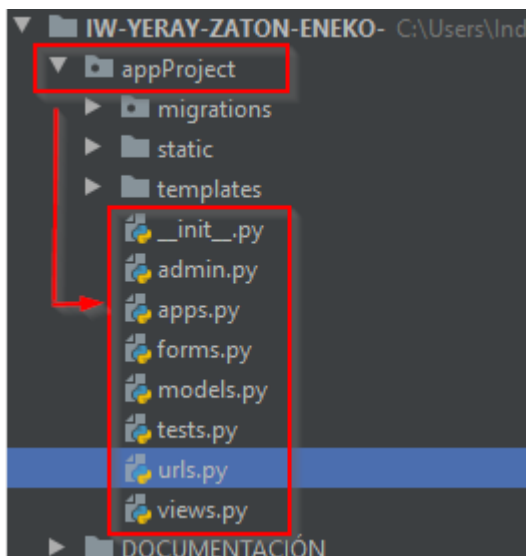 IW-YERAY-ZATON-ENEKO- C:\Users\Ind
appProject
migrations
static
templates
__init__.py
admin.py
apps.py
forms.py
models.py
tests.py
urls.py
views.py
DOCUMENTACIÓN